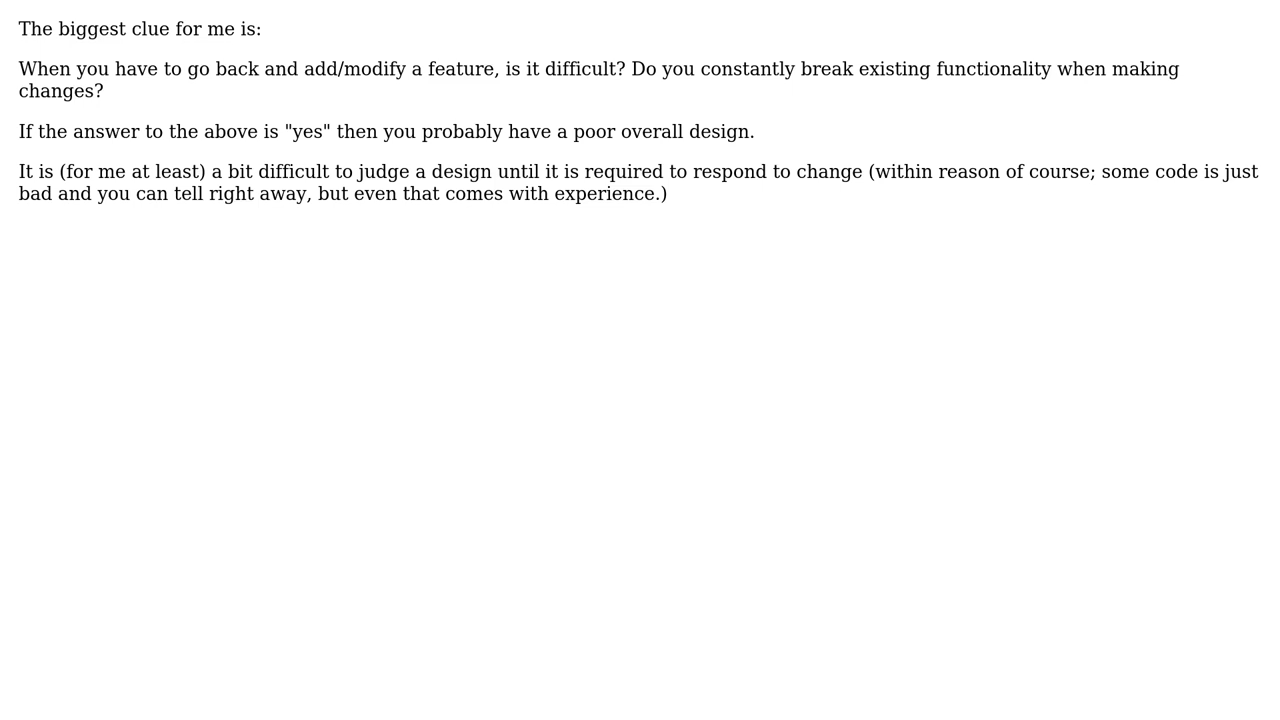 The biggest clue for me is:
When you have to go back and add/modify a feature, is it difficult? Do you constantly break existing functionality when making
changes?
If the answer to the above is "yes" then you probably have a poor overall design.
It is (for me at least) a bit difficult to judge a design until it is required to respond to change (within reason of course; some code is just
bad and you can tell right away, but even that comes with experience.)